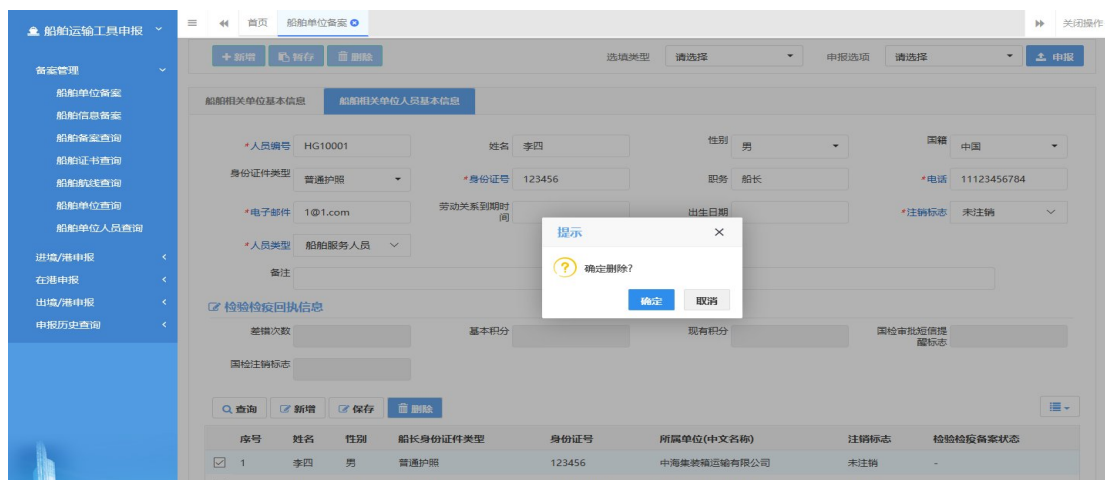 船舶运输工具申报
首页 船舶单位备案 关闭操作
新增 暂存 删除 选填类型 请选择 申报选项 请选择 申报
备案管理
船舶单位备案
船舶信息备案
船舶备案查询
船舶证书查询
船舶航线查询
船舶单位查询
船舶单位人员查询
进境/港申报
在港申报
出境/港申报
申报历史查询
船舶相关单位基本信息 船舶相关单位人员基本信息
*人员编号 HG10001 姓名 李四 性别 男 国籍 中国
身份证件类型 普通护照 *身份证号 123456 职务 船长 *电话 11123456784
*电子邮件 1@1.com 劳动关系到期时间 出生日期 *注销标志 未注销
*人员类型 船舶服务人员
备注
提示
确定删除?
确定 取消
检验检疫回执信息
差错次数 基本积分 现有积分 国检审批短信提醒标志
国检注销标志
查询 新增 保存 删除
序号 姓名 性别 船长身份证件类型 身份证号 所属单位(中文名称) 注销标志 检验检疫备案状态
1 李四 男 普通护照 123456 中海集装箱运输有限公司 未注销 -